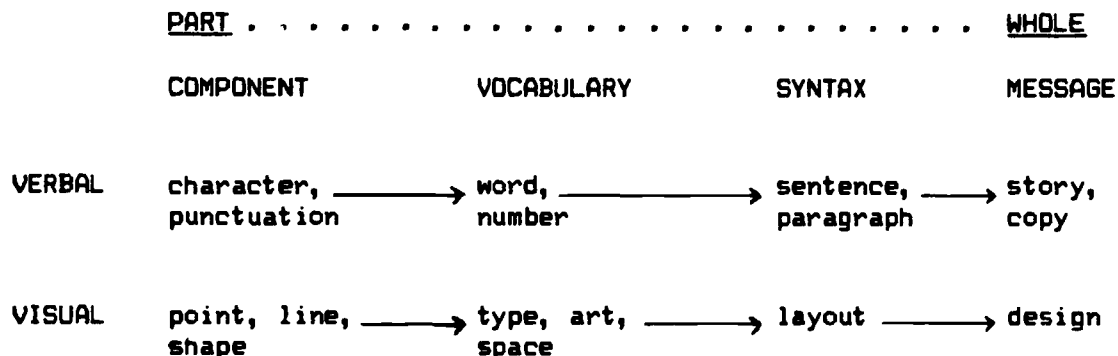 PART . . . . . . . . . . . . . . . . . . . . . . . . WHOLE
COMPONENT VOCABULARY SYNTAX MESSAGE
VERBAL character, word, sentence, story,
punctuation number paragraph copy
VISUAL point, line, type, art, layout design
shape space